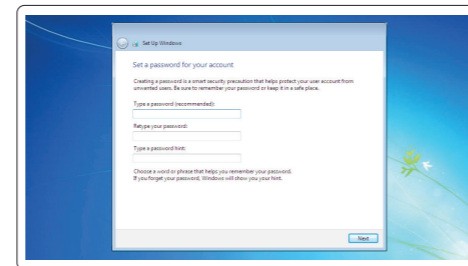 Set Up Windows
Set a password for your account
Creating a password is a smart security precaution that helps protect your user account from
unwanted users. Be sure to remember your password or keep it in a safe place.
Type a password (recommended):
Retype your password:
Type a password hint:
Choose a word or phrase that helps you remember your password.
If you forget your password, Windows will show you your hint.
Next